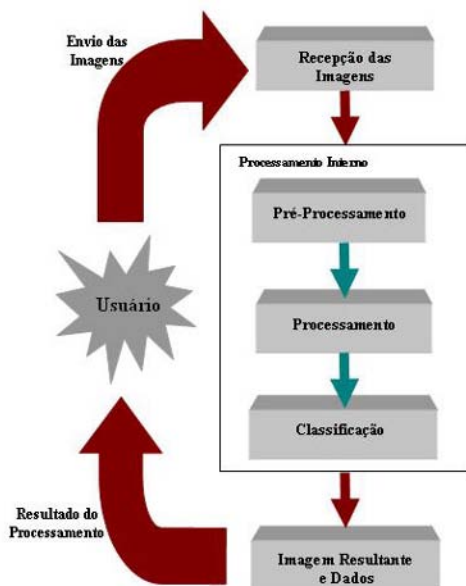 Envio das
Imagens
Recepção das
Imagens
Processamento Interno
Pré-Processamento
Usuário
Processamento
Classificação
Resultado do
Processamento
Imagem Resultante
e Dados